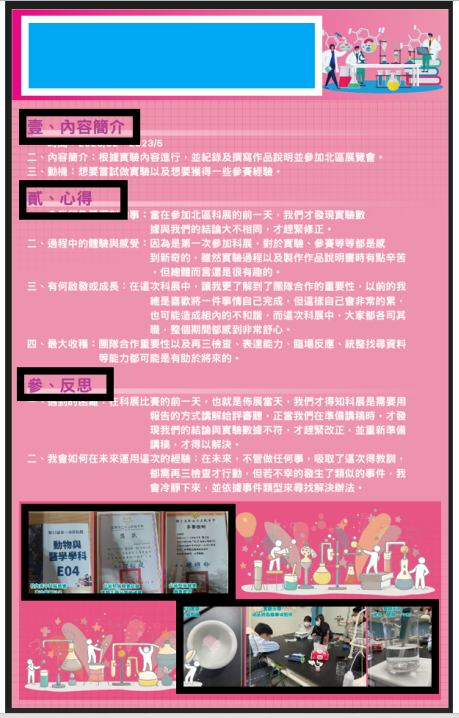 壹、內容簡介
二、內容簡介：根據實驗內容進行，並紀錄及撰寫作品說明並參加北區展覽會。
三、動機：想要嘗試做實驗以及想要獲得一些參賽經驗。
貳、心得
事：當在參加北區科展的前一天，我們才發現實驗數
據與我們的結論大不相同，才趕緊修正。
二、過程中的體驗與感受：因為是第一次參加科展，對於實驗、參賽等等都是感
到新奇的，雖然實驗過程以及製作作品說明書時有點辛苦
，但總體而言還是很有趣的。
三、有何啟發或成長：在這次科展中，讓我更了解到了團隊合作的重要性，以前的我
總是喜歡將一件事情自己完成，但這樣自己會非常的累，
也可能造成組內的不和諧，而這次科展中，大家都各司其
職，整個期間都感到非常舒心。
四、最大收穫：團隊合作重要性以及再三檢查、表達能力、臨場反應、統整找尋資料
等能力都可能是有助於將來的。
參、反思
在科展比賽的前一天，也就是佈展當天，我們才得知科展是需要用
報告的方式講解給評審聽，正當我們在準備講稿時，才發
現我們的結論與實驗數據不符，才趕緊改正，並重新準備
講稿，才得以解決。
二、我會如何在未來運用這次的經驗：在未來，不管做任何事，吸取了這次得教訓，
都需再三檢查才行動，但若不幸的發生了類似的事件，我
會冷靜下來，並依據事件類型來尋找解決辦法。
動物與
醫學學科
E04